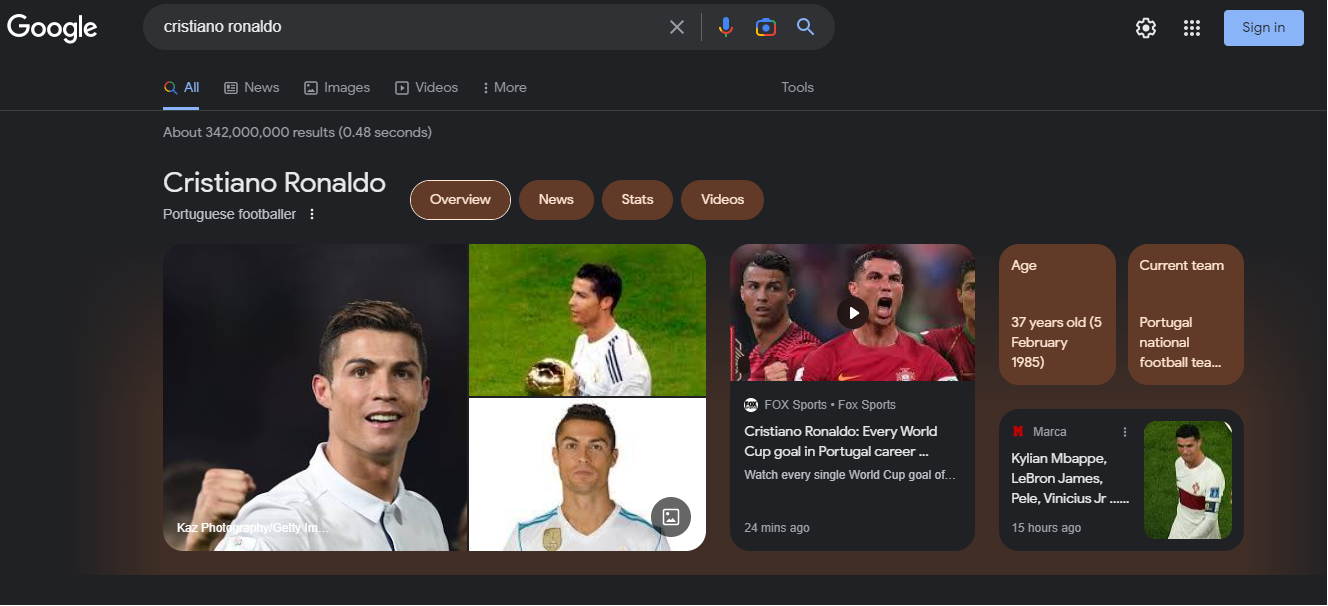 Google
cristiano ronaldo
Sign in
All
News
Images
Videos
More
Tools
About 342,000,000 results (0.48 seconds)
Cristiano Ronaldo
Portuguese footballer
Overview
News
Stats
Videos
Kaz Photography/Getty Im...
FOX Sports • Fox Sports
Cristiano Ronaldo: Every World
Cup goal in Portugal career ...
Watch every single World Cup goal of...
24 mins ago
Age
37 years old (5
February
1985)
Current team
Portugal
national
football tea...
M
Marca
Kylian Mbappe,
LeBron James,
Pele, Vinicius Jr ......
15 hours ago